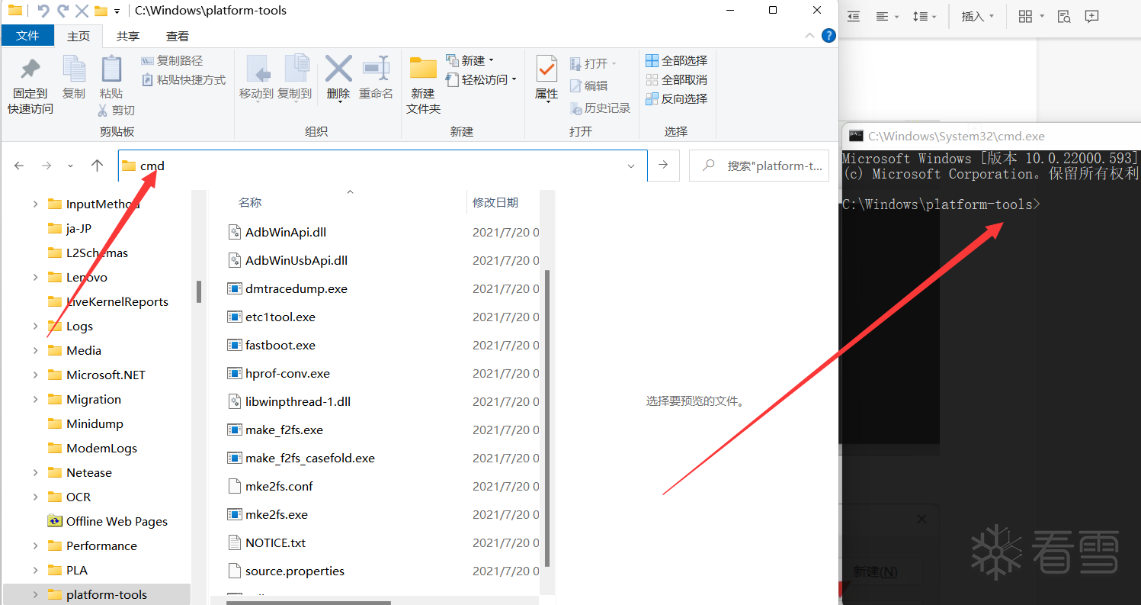 C:\Windows\platform-tools
文件
主页
共享
查看
插入
固定到
快速访问
复制
粘贴
复制路径
粘贴快捷方式
剪切
剪贴板
移动到
复制到
删除
重命名
组织
新建
文件夹
新建
轻松访问
新建
属性
打开
编辑
历史记录
打开
全部选择
全部取消
反向选择
选择
cmd
搜索"platform-t...
InputMethod
ja-JP
L2Schemas
Lenovo
LiveKernelReports
Logs
Media
Microsoft.NET
Migration
Minidump
ModemLogs
Netease
OCR
Offline Web Pages
Performance
PLA
platform-tools
名称 修改日期
AdbWinApi.dll 2021/7/20 0
AdbWinUsbApi.dll 2021/7/20 0
dmtracedump.exe 2021/7/20 0
etc1tool.exe 2021/7/20 0
fastboot.exe 2021/7/20 0
hprof-conv.exe 2021/7/20 0
libwinpthread-1.dll 2021/7/20 0
make_f2fs.exe 2021/7/20 0
make_f2fs_casefold.exe 2021/7/20 0
mke2fs.conf 2021/7/20 0
mke2fs.exe 2021/7/20 0
NOTICE.txt 2021/7/20 0
source.properties 2021/7/20 0
选择要预览的文件。
C:\Windows\System32\cmd.exe
Microsoft Windows [版本 10.0.22000.593]
(c) Microsoft Corporation。保留所有权利
C:\Windows\platform-tools>
新建(N)
看雪